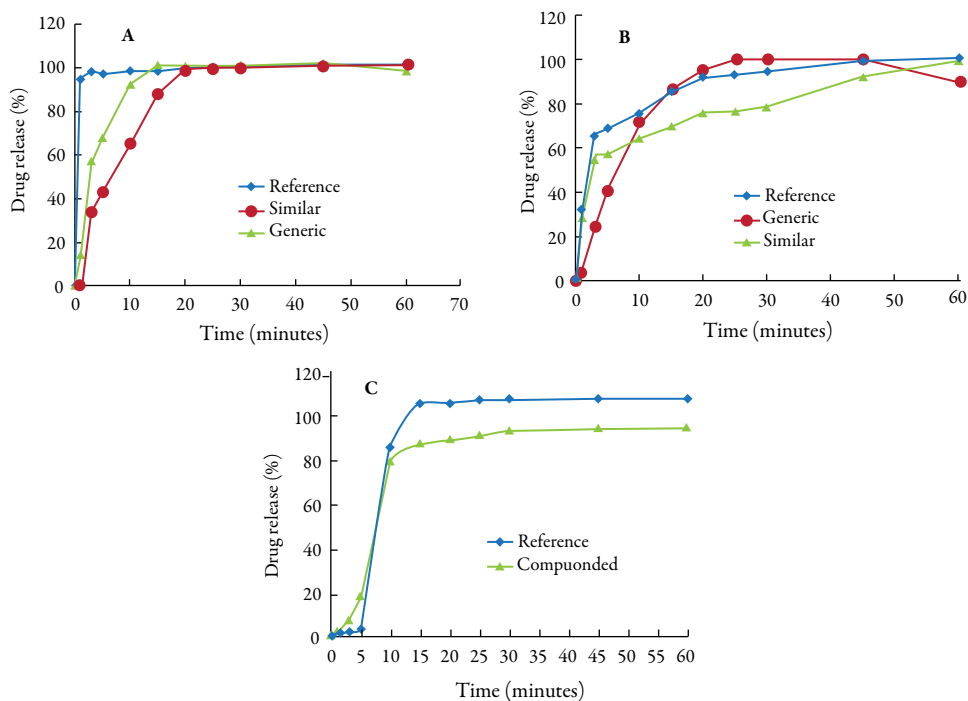 A
Drug release (%)
120
100
80
60
40
20
0
0 10 20 30 40 50 60 70
Time (minutes)
Reference
Similar
Generic
B
Drug release (%)
120
100
80
60
40
20
0
0 10 20 30 40 50 60
Time (minutes)
Reference
Generic
Similar
C
Drug release (%)
120
100
80
60
40
20
0
0 5 10 15 20 25 30 35 40 45 50 55 60
Time (minutes)
Reference
Compuonded